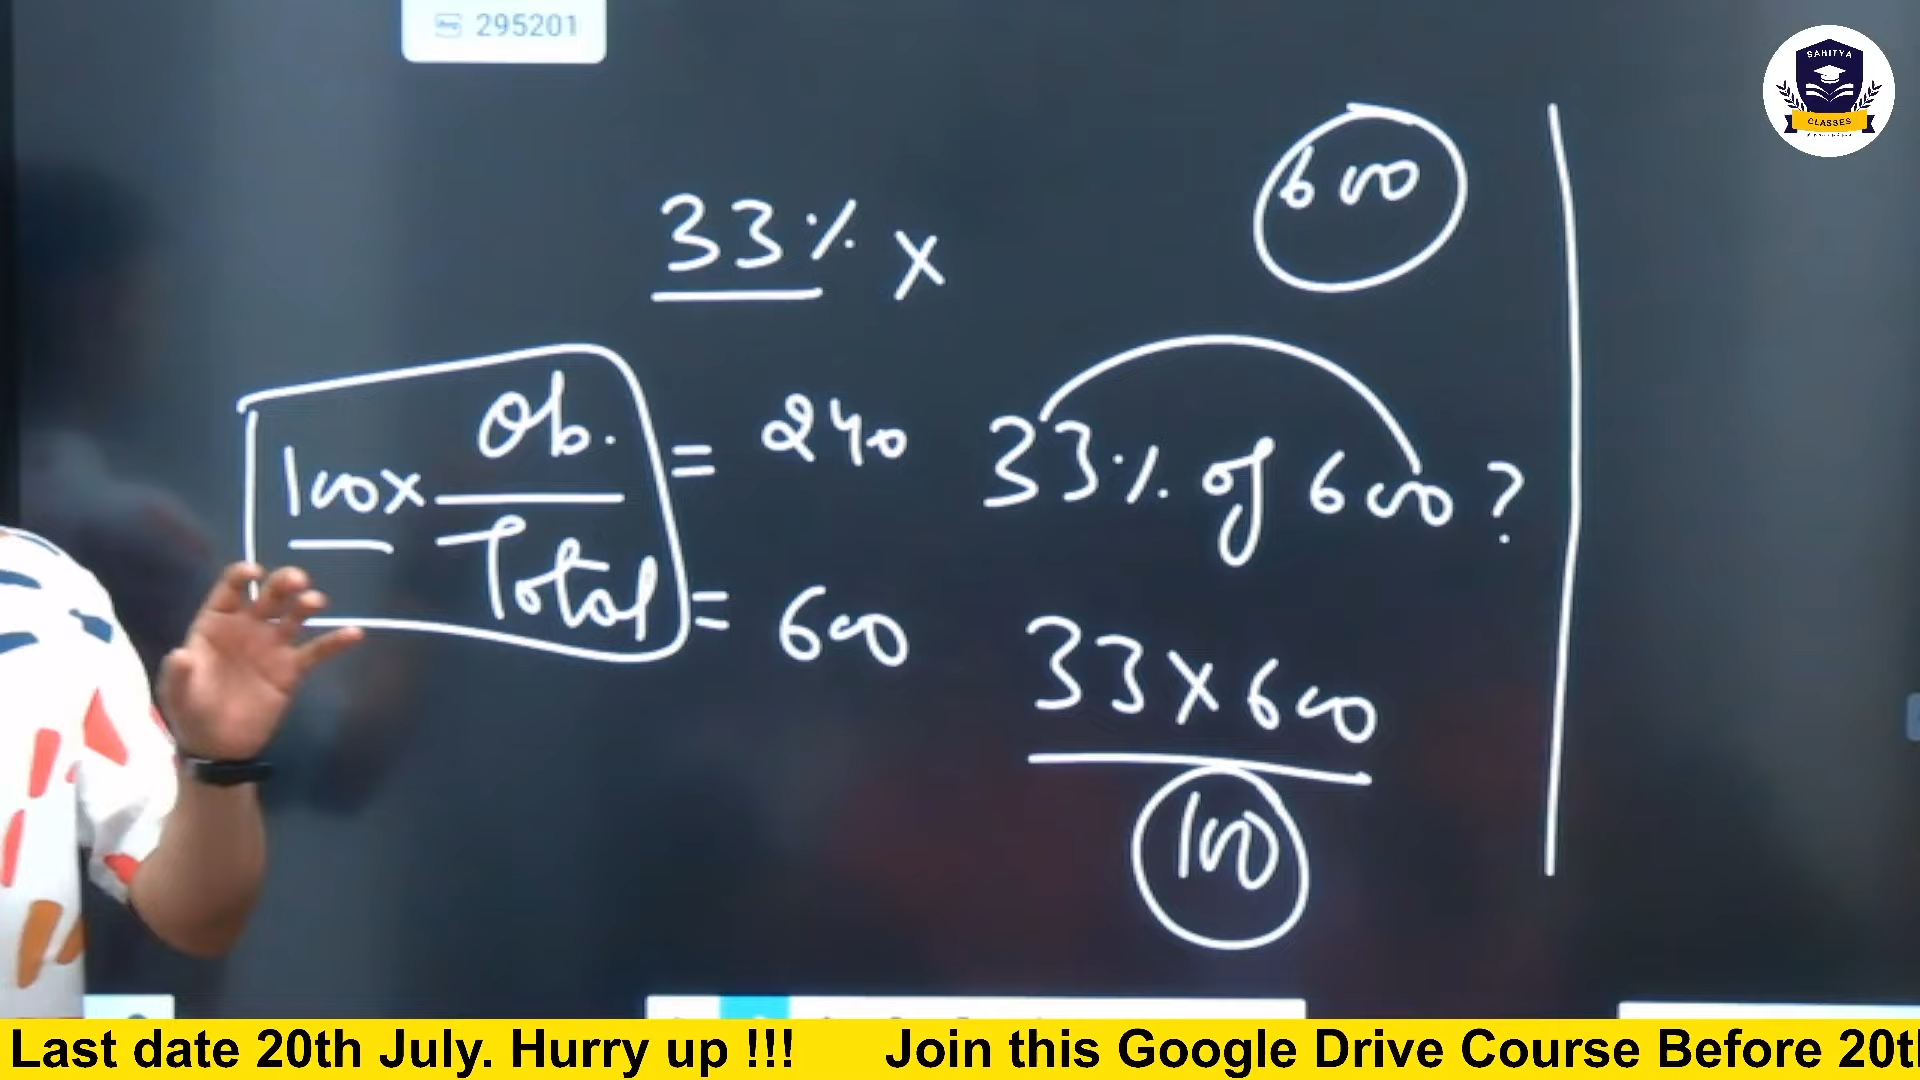 295201
SAHITYA
CLASSES
600
33% ×
100 × Ob. / Total
= 240
= 600
33% of 600 ?
33 × 600
100
Last date 20th July. Hurry up !!! Join this Google Drive Course Before 20t